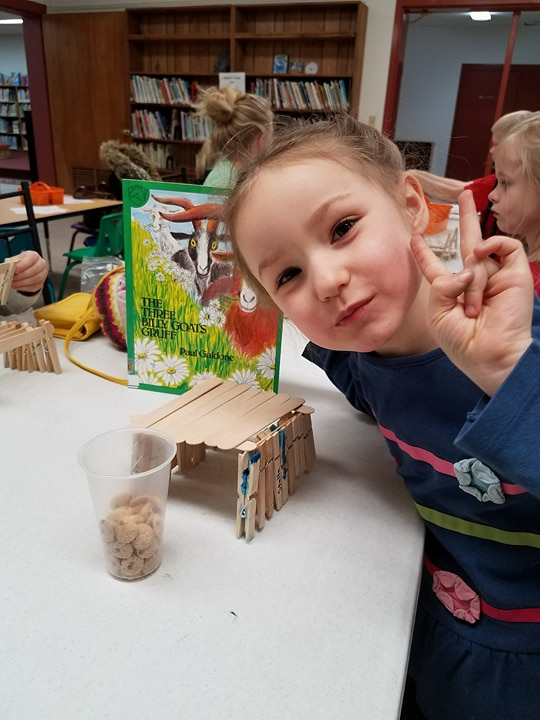 THE
THREE
BILLY GOATS
GRUFF
Paul Galdone